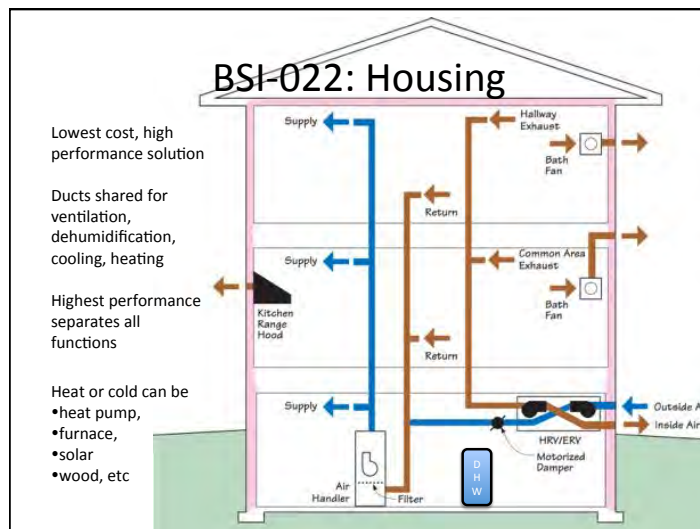 BSI-022: Housing
Lowest cost, high
performance solution
Ducts shared for
ventilation,
dehumidification,
cooling, heating
Highest performance
separates all
functions
Heat or cold can be
•heat pump,
•furnace,
•solar
•wood, etc
Supply
Hallway
Exhaust
Bath
Fan
Return
Supply
Common Area
Exhaust
Bath
Fan
Kitchen
Range
Hood
Return
Supply
Outside A
Inside Air
HRV/ERV
Motorized
Damper
Air
Handler
Filter
D
H
W